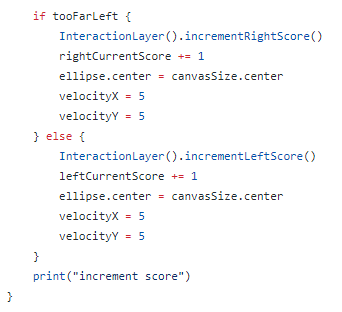 if tooFarLeft {
InteractionLayer().incrementRightScore()
rightCurrentScore += 1
ellipse.center = canvasSize.center
velocityX = 5
velocityY = 5
} else {
InteractionLayer().incrementLeftScore()
leftCurrentScore += 1
ellipse.center = canvasSize.center
velocityX = 5
velocityY = 5
}
print("increment score")
}